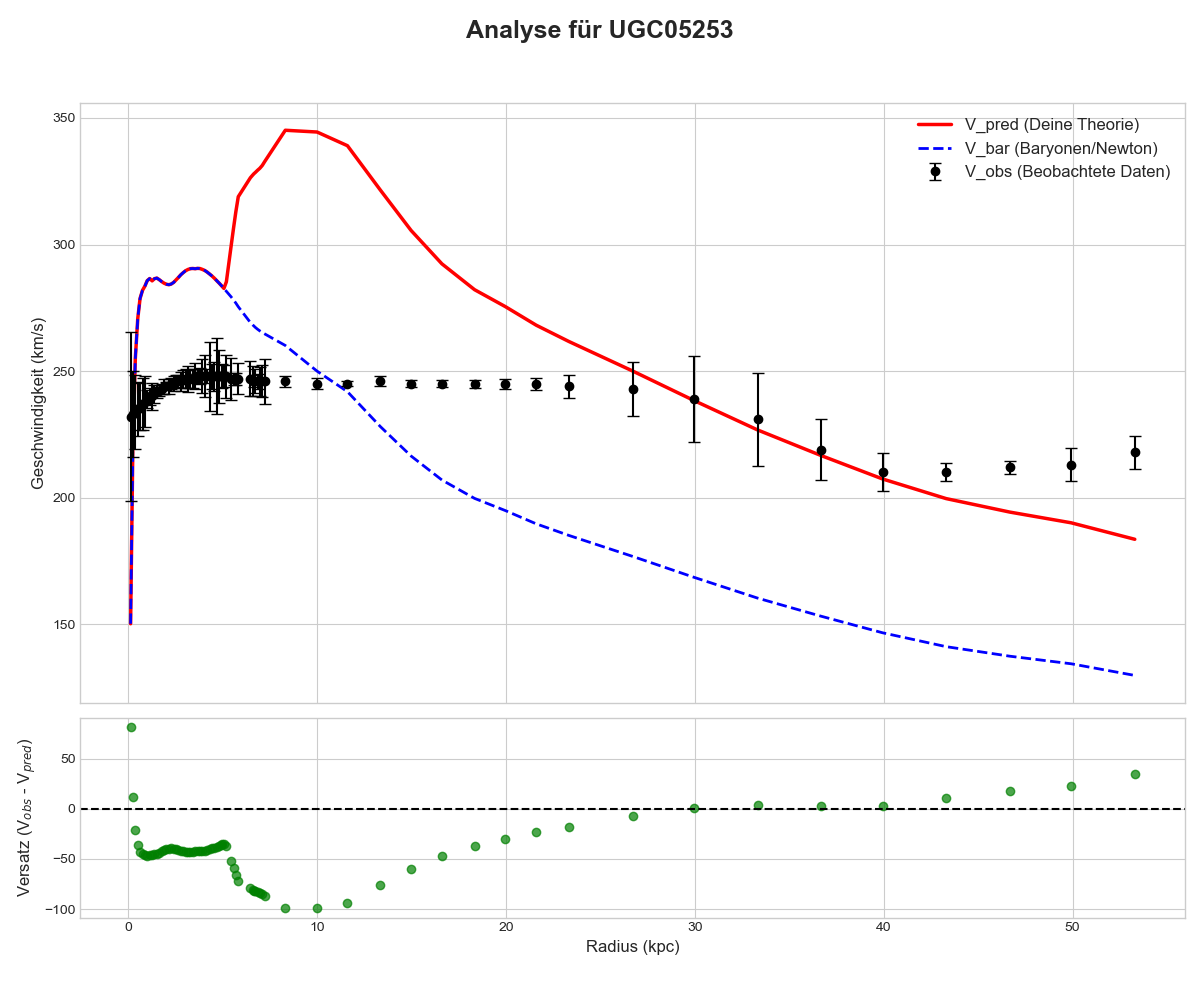 Analyse für UGC05253
350
300
250
200
150
Geschwindigkeit (km/s)
V_pred (Deine Theorie)
V_bar (Baryonen/Newton)
V_obs (Beobachtete Daten)
50
0
−50
−100
Versatz (V_obs - V_pred)
0 10 20 30 40 50
Radius (kpc)